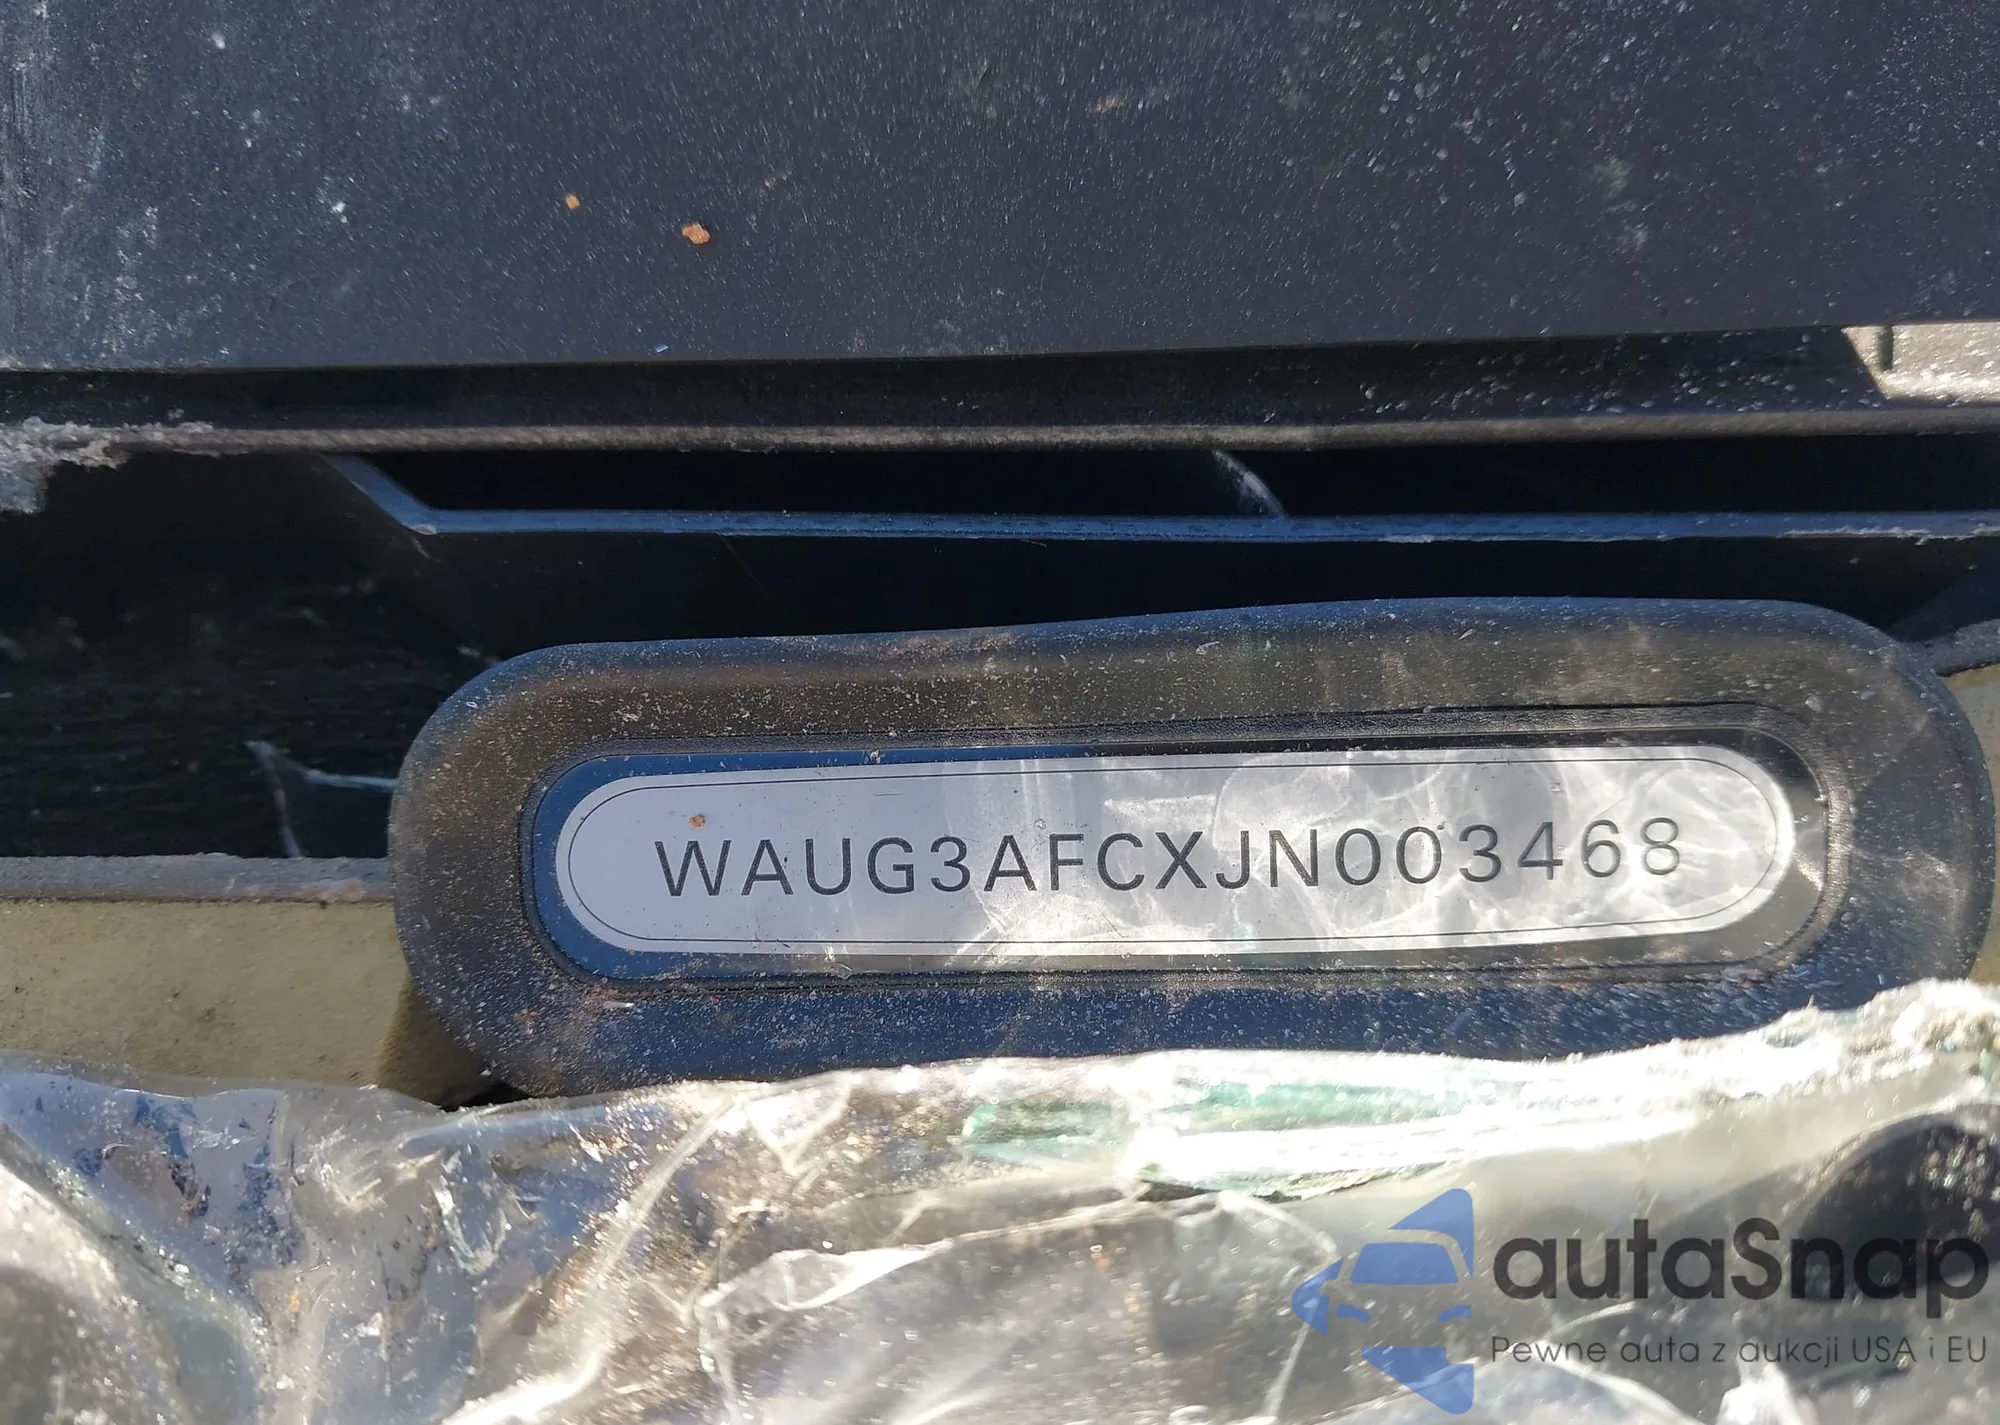 WAUG3AFCXJN003468
autaSnap
Pewne auta z aukcji USA i EU